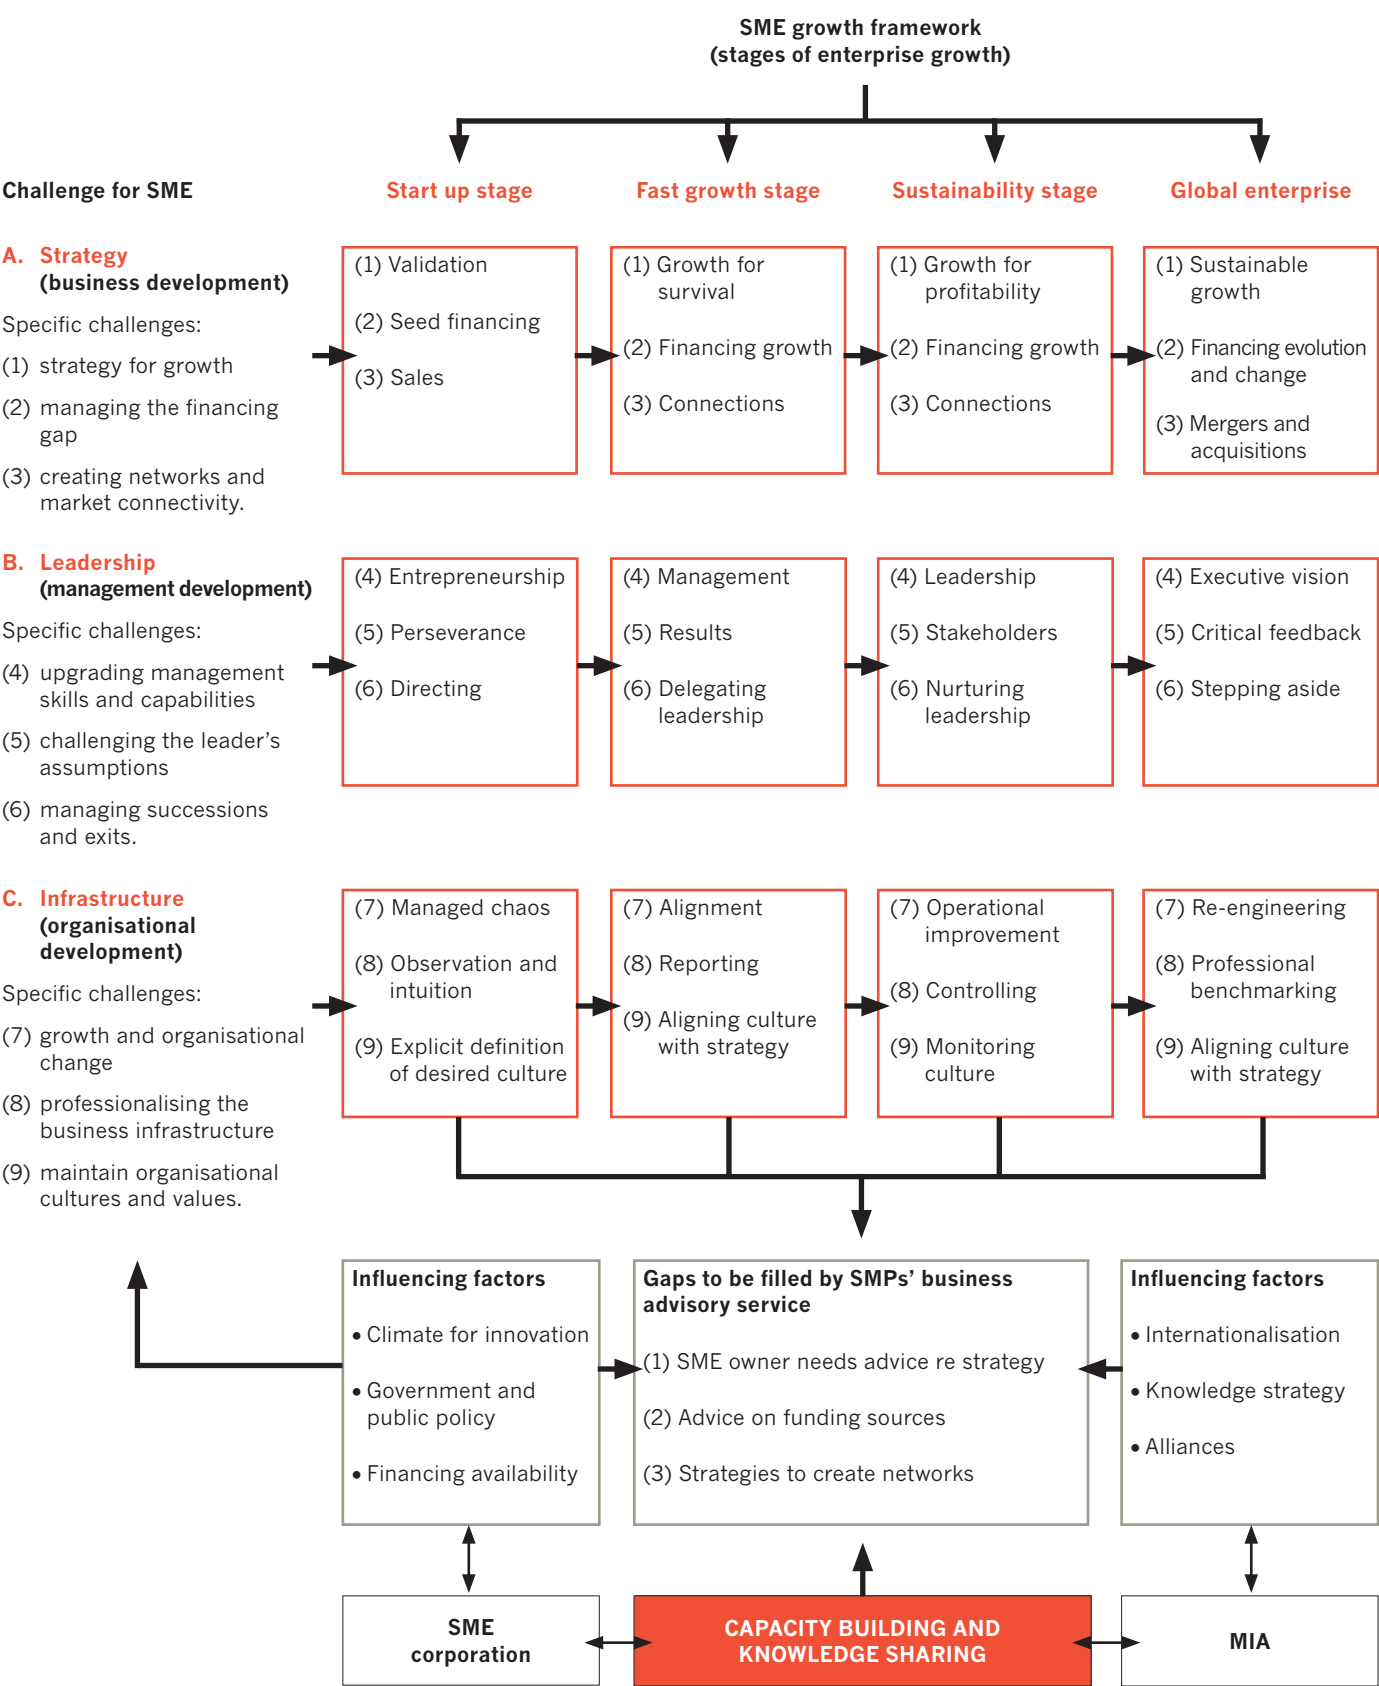 SME growth framework
(stages of enterprise growth)
Challenge for SME
Start up stage
Fast growth stage
Sustainability stage
Global enterprise
A. Strategy
(business development)
Specific challenges:
(1) strategy for growth
(2) managing the financing
gap
(3) creating networks and
market connectivity.
(1) Validation
(2) Seed financing
(3) Sales
(1) Growth for
survival
(2) Financing growth
(3) Connections
(1) Growth for
profitability
(2) Financing growth
(3) Connections
(1) Sustainable
growth
(2) Financing evolution
and change
(3) Mergers and
acquisitions
B. Leadership
(management development)
Specific challenges:
(4) upgrading management
skills and capabilities
(5) challenging the leader’s
assumptions
(6) managing successions
and exits.
(4) Entrepreneurship
(5) Perseverance
(6) Directing
(4) Management
(5) Results
(6) Delegating
leadership
(4) Leadership
(5) Stakeholders
(6) Nurturing
leadership
(4) Executive vision
(5) Critical feedback
(6) Stepping aside
C. Infrastructure
(organisational
development)
Specific challenges:
(7) growth and organisational
change
(8) professionalising the
business infrastructure
(9) maintain organisational
cultures and values.
(7) Managed chaos
(8) Observation and
intuition
(9) Explicit definition
of desired culture
(7) Alignment
(8) Reporting
(9) Aligning culture
with strategy
(7) Operational
improvement
(8) Controlling
(9) Monitoring
culture
(7) Re-engineering
(8) Professional
benchmarking
(9) Aligning culture
with strategy
Influencing factors
• Climate for innovation
• Government and
public policy
• Financing availability
Gaps to be filled by SMPs’ business
advisory service
(1) SME owner needs advice re strategy
(2) Advice on funding sources
(3) Strategies to create networks
Influencing factors
• Internationalisation
• Knowledge strategy
• Alliances
SME
corporation
CAPACITY BUILDING AND
KNOWLEDGE SHARING
MIA